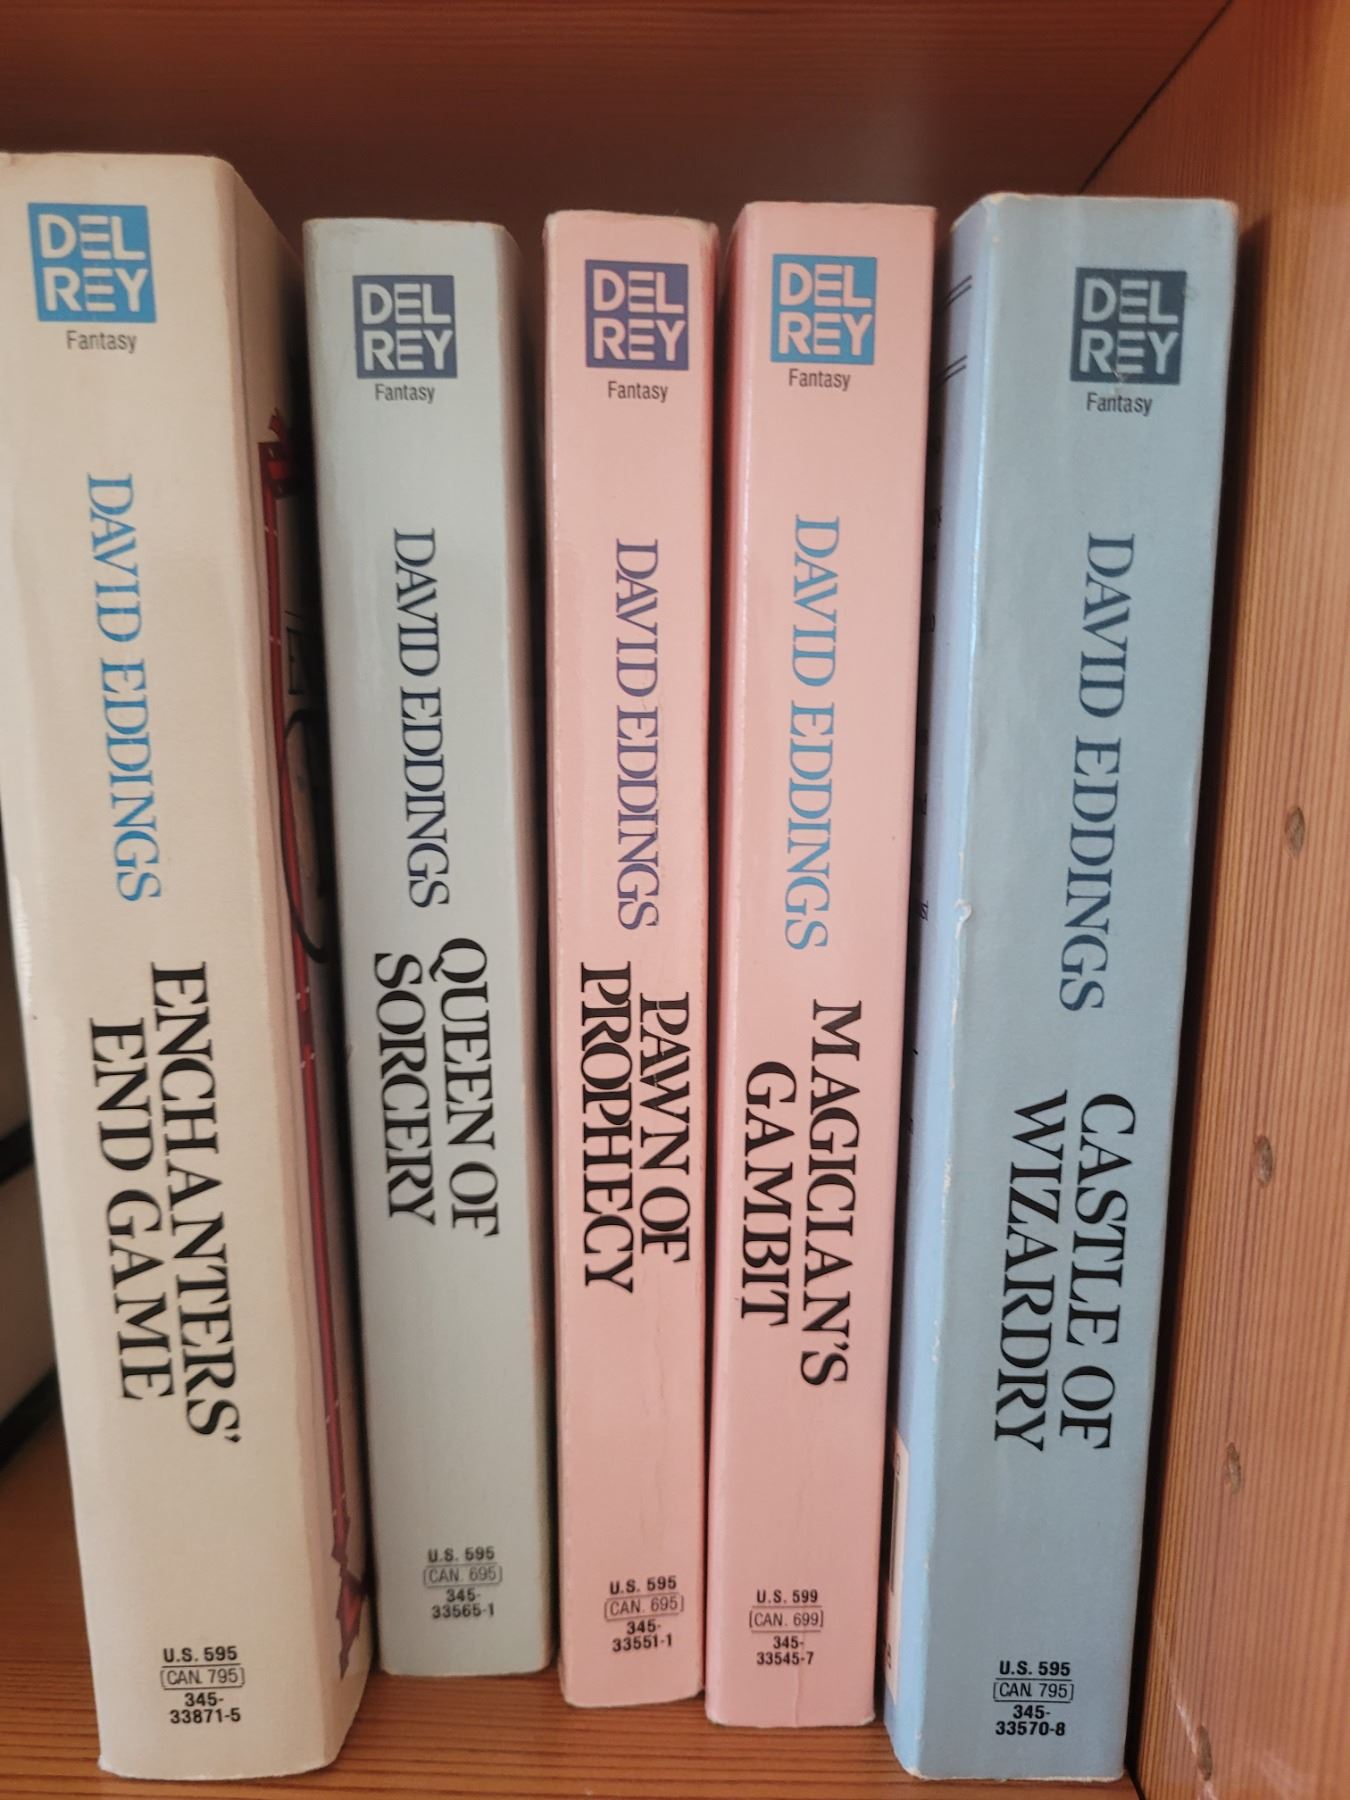 DEL
REY
Fantasy
DAVID EDDINGS
ENCHANTERS'
END GAME
U.S. 595
CAN. 795
345-
33871-5
DEL
REY
Fantasy
DAVID EDDINGS
QUEEN OF
SORCERY
U.S. 595
CAN. 695
345-
33565-1
DEL
REY
Fantasy
DAVID EDDINGS
PAWN OF
PROPHECY
U.S. 595
CAN. 695
345-
33551-1
DEL
REY
Fantasy
DAVID EDDINGS
MAGICIAN'S
GAMBIT
U.S. 599
CAN. 699
345-
33545-7
DEL
REY
Fantasy
DAVID EDDINGS
CASTLE OF
WIZARDRY
U.S. 595
CAN. 795
345-
33570-8